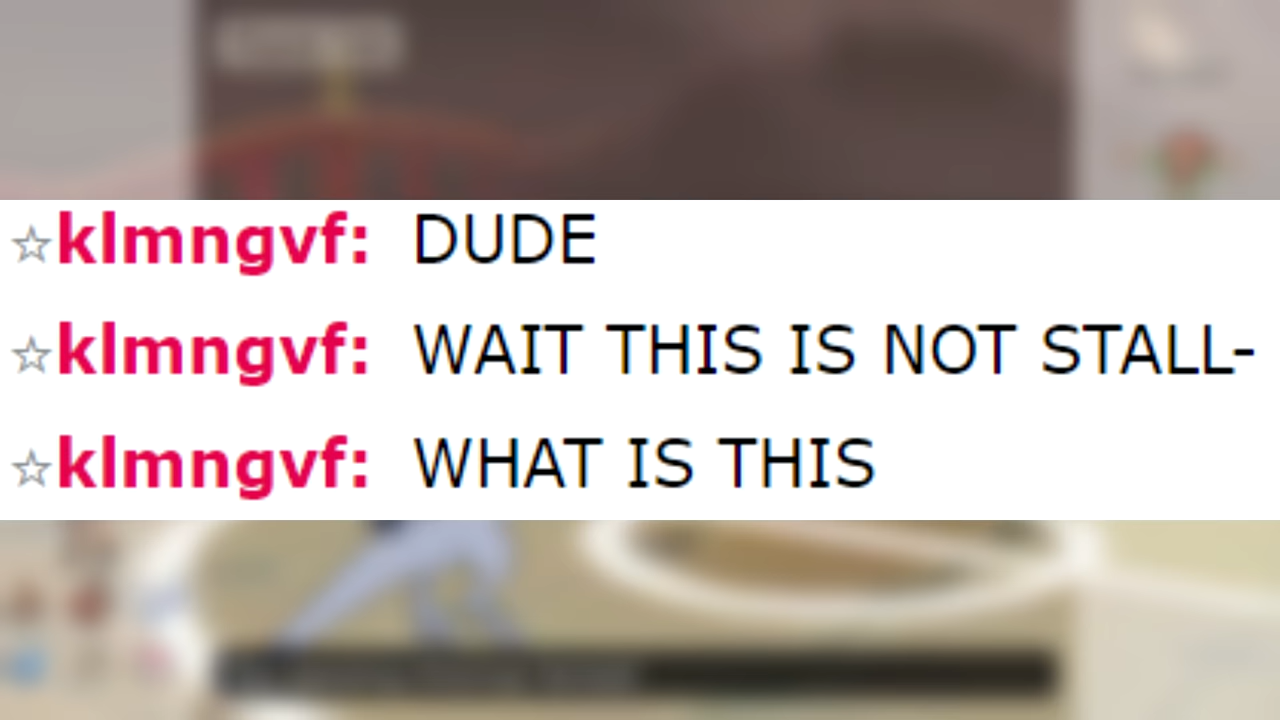 ☆klmngvf: DUDE
☆klmngvf: WAIT THIS IS NOT STALL-
☆klmngvf: WHAT IS THIS